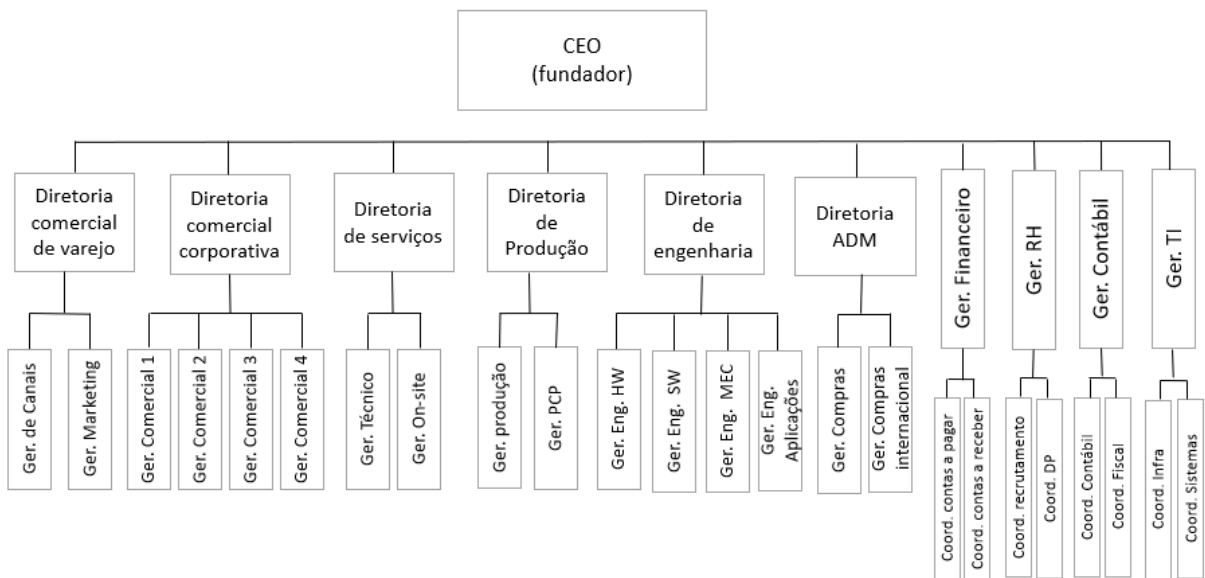 CEO
(fundador)
Diretoria
comercial
de varejo
Diretoria
comercial
corporativa
Diretoria
de serviços
Diretoria
de
Produção
Diretoria
de
engenharia
Diretoria
ADM
Ger. Financeiro
Ger. RH
Ger. Contábil
Ger. TI
Ger. de Canais
Ger. Marketing
Ger. Comercial 1
Ger. Comercial 2
Ger. Comercial 3
Ger. Comercial 4
Ger. Técnico
Ger. On-site
Ger. produção
Ger. PCP
Ger. Eng. HW
Ger. Eng. SW
Ger. Eng. MEC
Ger. Eng.
Aplicações
Ger. Compras
Ger. Compras
internacional
Coord. contas a pagar
Coord. contas a receber
Coord. recrutamento
Coord. DP
Coord. Contábil
Coord. Fiscal
Coord. Infra
Coord. Sistemas